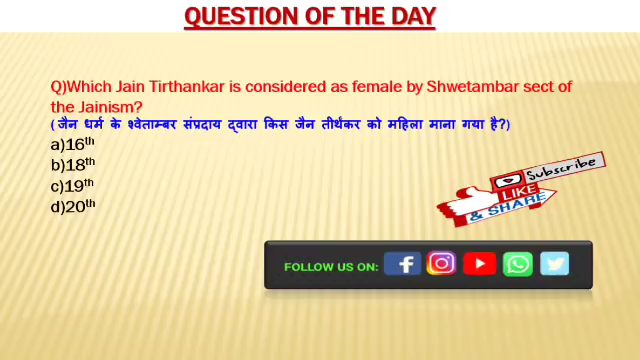 QUESTION OF THE DAY
Q)Which Jain Tirthankar is considered as female by Shwetambar sect of
the Jainism?
( जैन धर्म के श्वेताम्बर संप्रदाय द्वारा किस जैन तीर्थंकर को महिला माना गया है?)
a)16th
b)18th
c)19th
d)20th
Subscribe
LIKE
& SHARE
FOLLOW US ON: